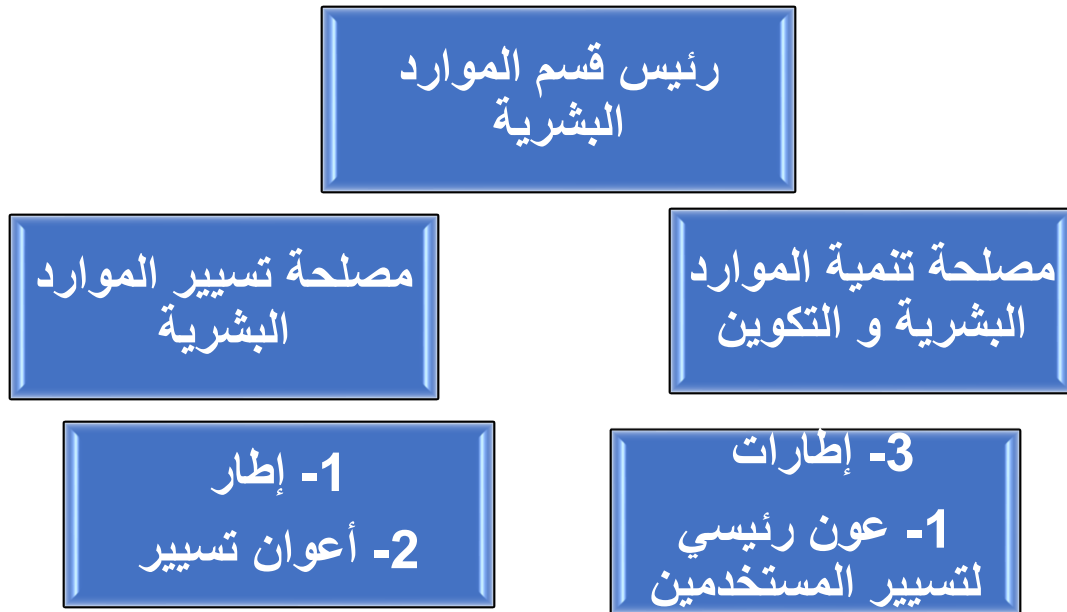 رئيس قسم الموارد
البشرية
مصلحة تنمية الموارد
البشرية و التكوين
مصلحة تسيير الموارد
البشرية
3- إطارات
1- عون رئيسي
لتسيير المستخدمين
1- إطار
2- أعوان تسيير